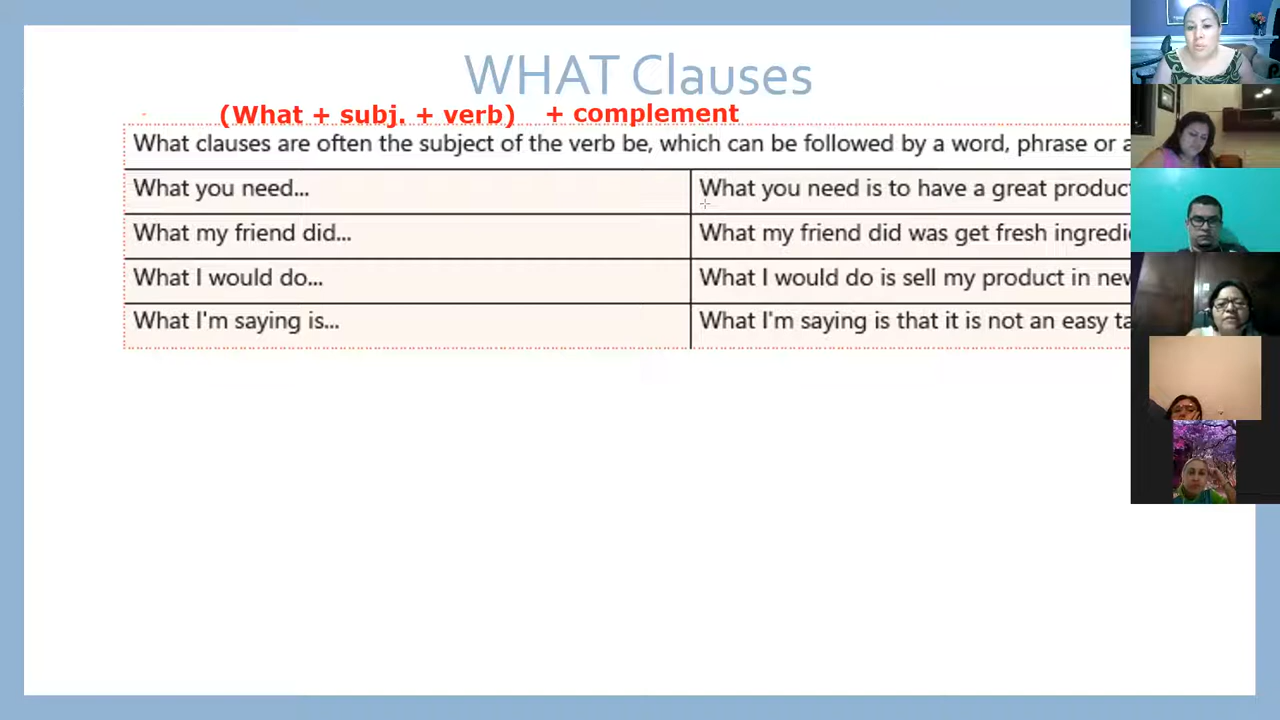 WHAT Clauses
(What + subj. + verb) + complement
What clauses are often the subject of the verb be, which can be followed by a word, phrase or a
What you need... What you need is to have a great product
What my friend did... What my friend did was get fresh
What I would do... What I would do is sell my product in new
What I'm saying is... What I'm saying is that it is not an easy